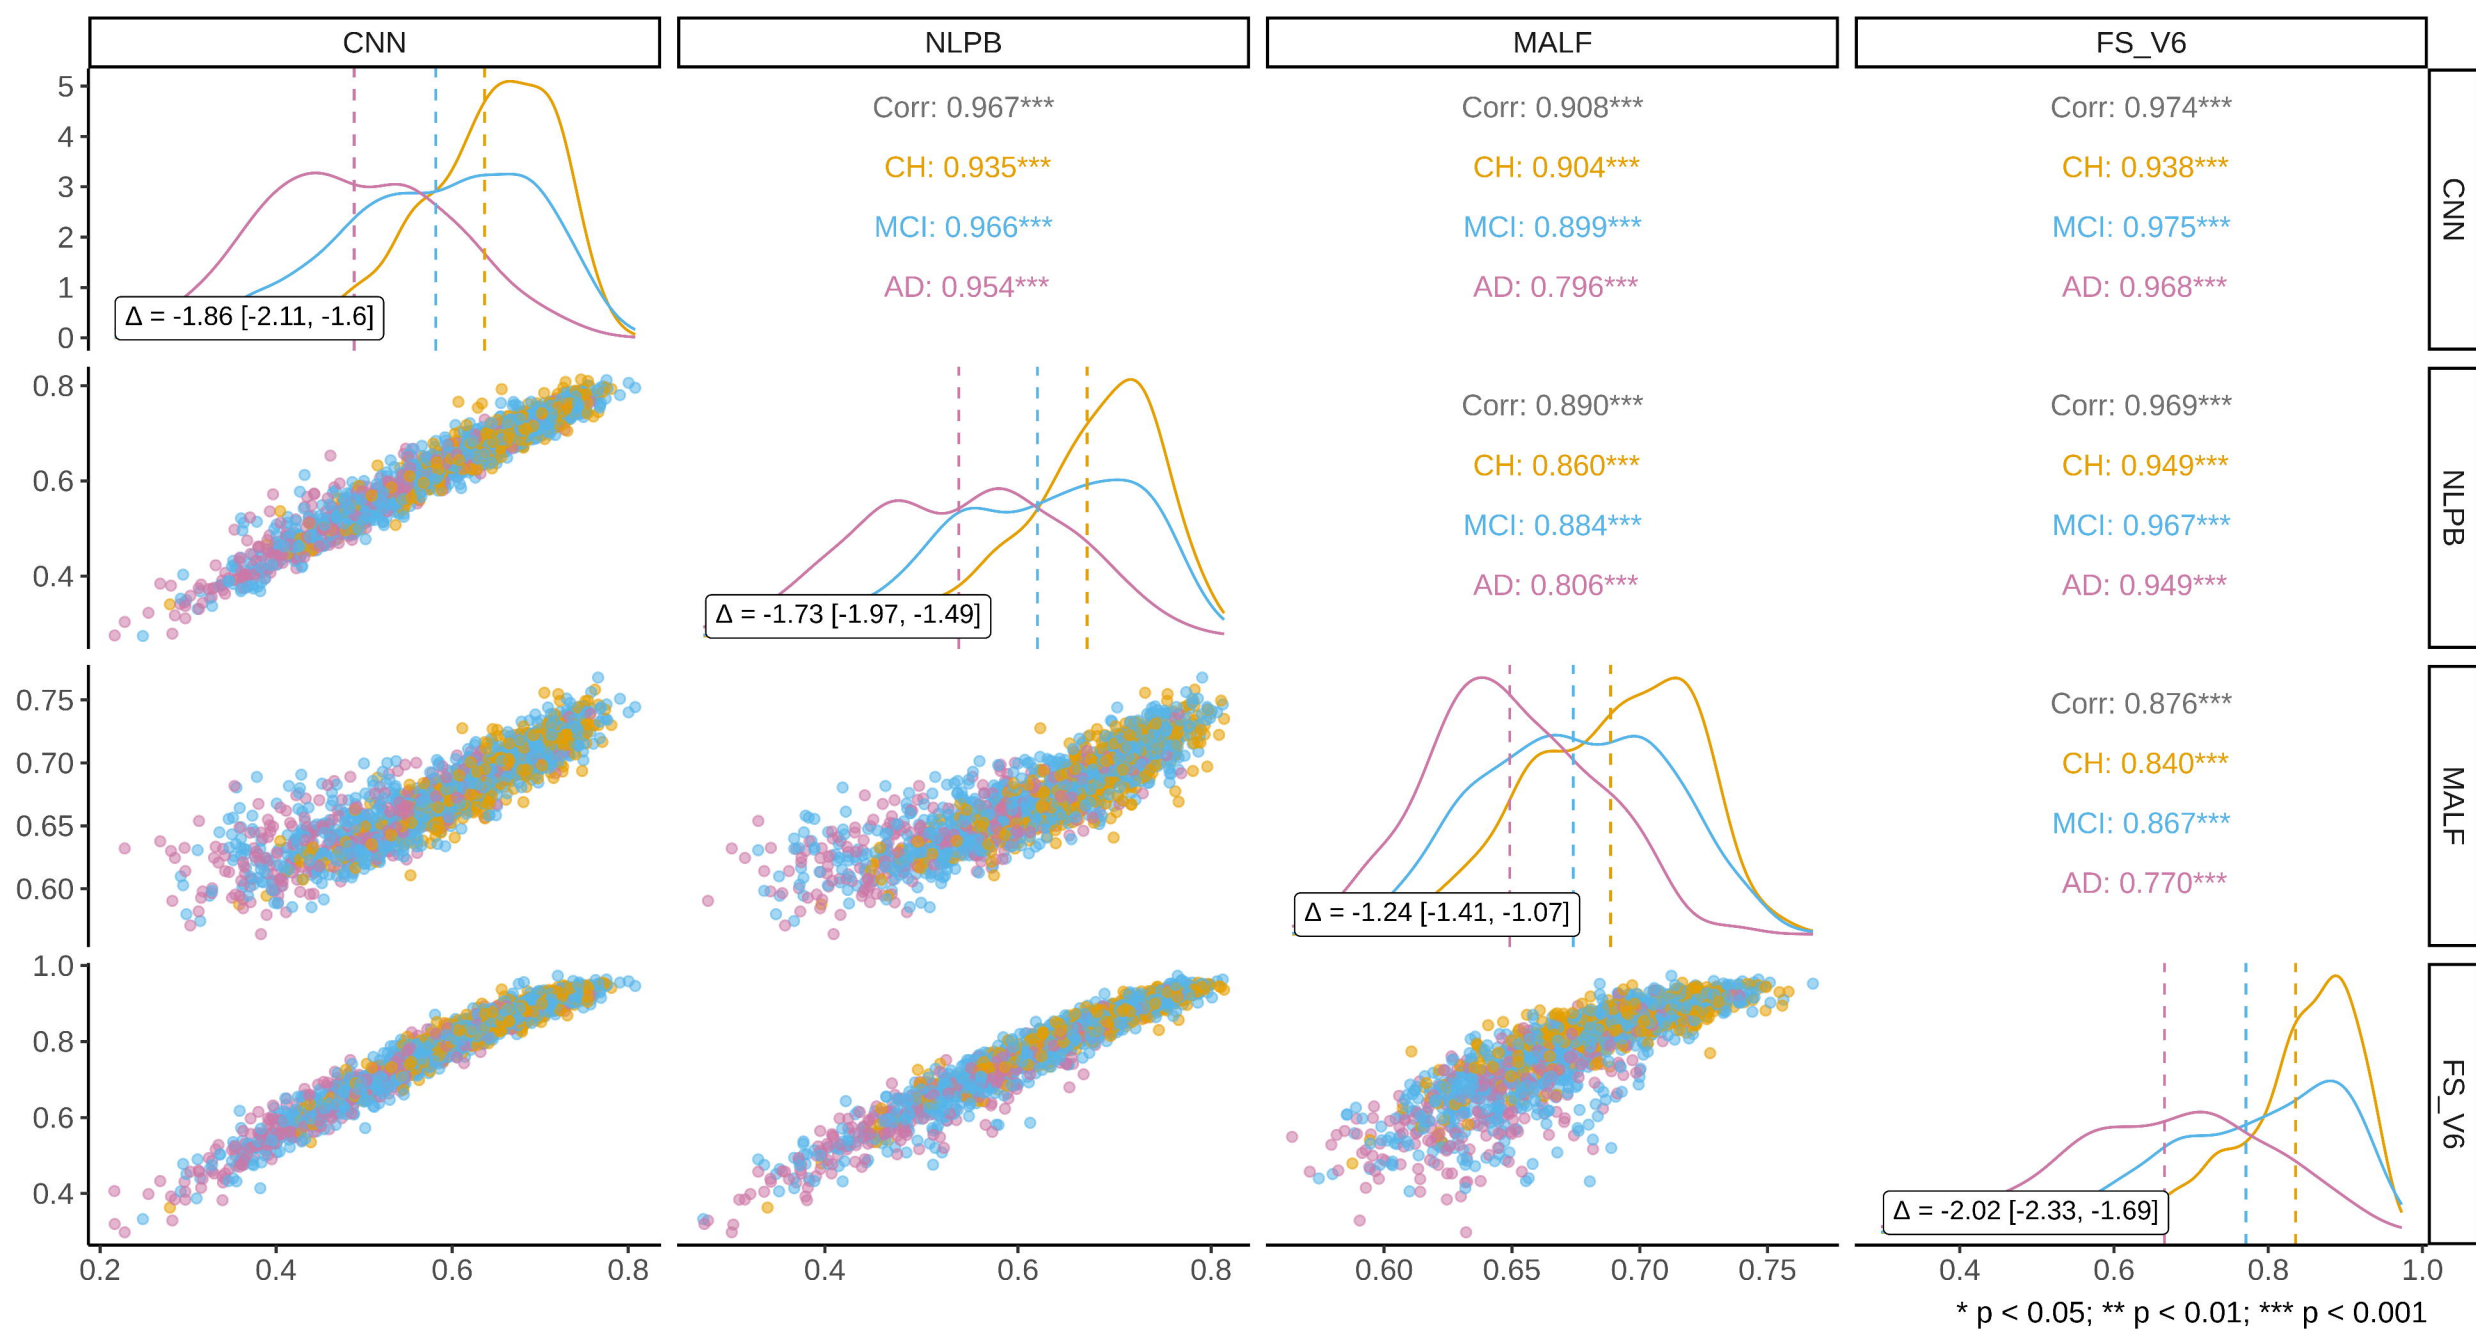 CNN
NLPB
MALF
FS_V6
5
4
3
2
1
0
Δ = -1.86 [-2.11, -1.6]
Corr: 0.967***
CH: 0.935***
MCI: 0.966***
AD: 0.954***
Corr: 0.908***
CH: 0.904***
MCI: 0.899***
AD: 0.796***
Corr: 0.974***
CH: 0.938***
MCI: 0.975***
AD: 0.968***
CNN
0.8
0.6
0.4
Δ = -1.73 [-1.97, -1.49]
Corr: 0.890***
CH: 0.860***
MCI: 0.884***
AD: 0.806***
Corr: 0.969***
CH: 0.949***
MCI: 0.967***
AD: 0.949***
NLPB
0.75
0.70
0.65
0.60
Δ = -1.24 [-1.41, -1.07]
Corr: 0.876***
CH: 0.840***
MCI: 0.867***
AD: 0.770***
MALF
1.0
0.8
0.6
0.4
Δ = -2.02 [-2.33, -1.69]
FS_V6
0.2 0.4 0.6 0.8
0.4 0.6 0.8
0.60 0.65 0.70 0.75
0.4 0.6 0.8 1.0
* p < 0.05; ** p < 0.01; *** p < 0.001